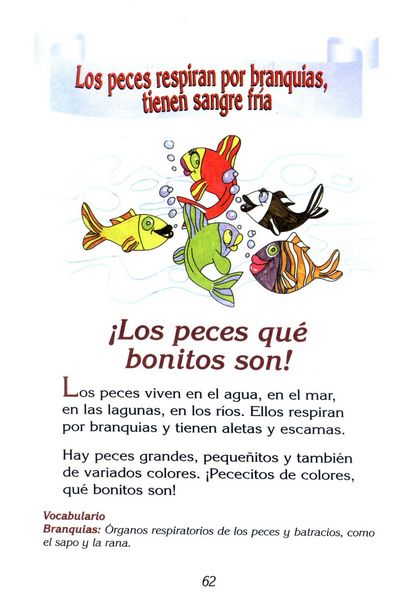 Los peces respiran por branquias,
tienen sangre fría
¡Los peces qué
bonitos son!
Los peces viven en el agua, en el mar,
en las lagunas, en los ríos. Ellos respiran
por branquias y tienen aletas y escamas.
Hay peces grandes, pequeñitos y también
de variados colores. ¡Pececitos de colores,
qué bonitos son!
Vocabulario
Branquias: Órganos respiratorios de los peces y batracios, como
el sapo y la rana.
62